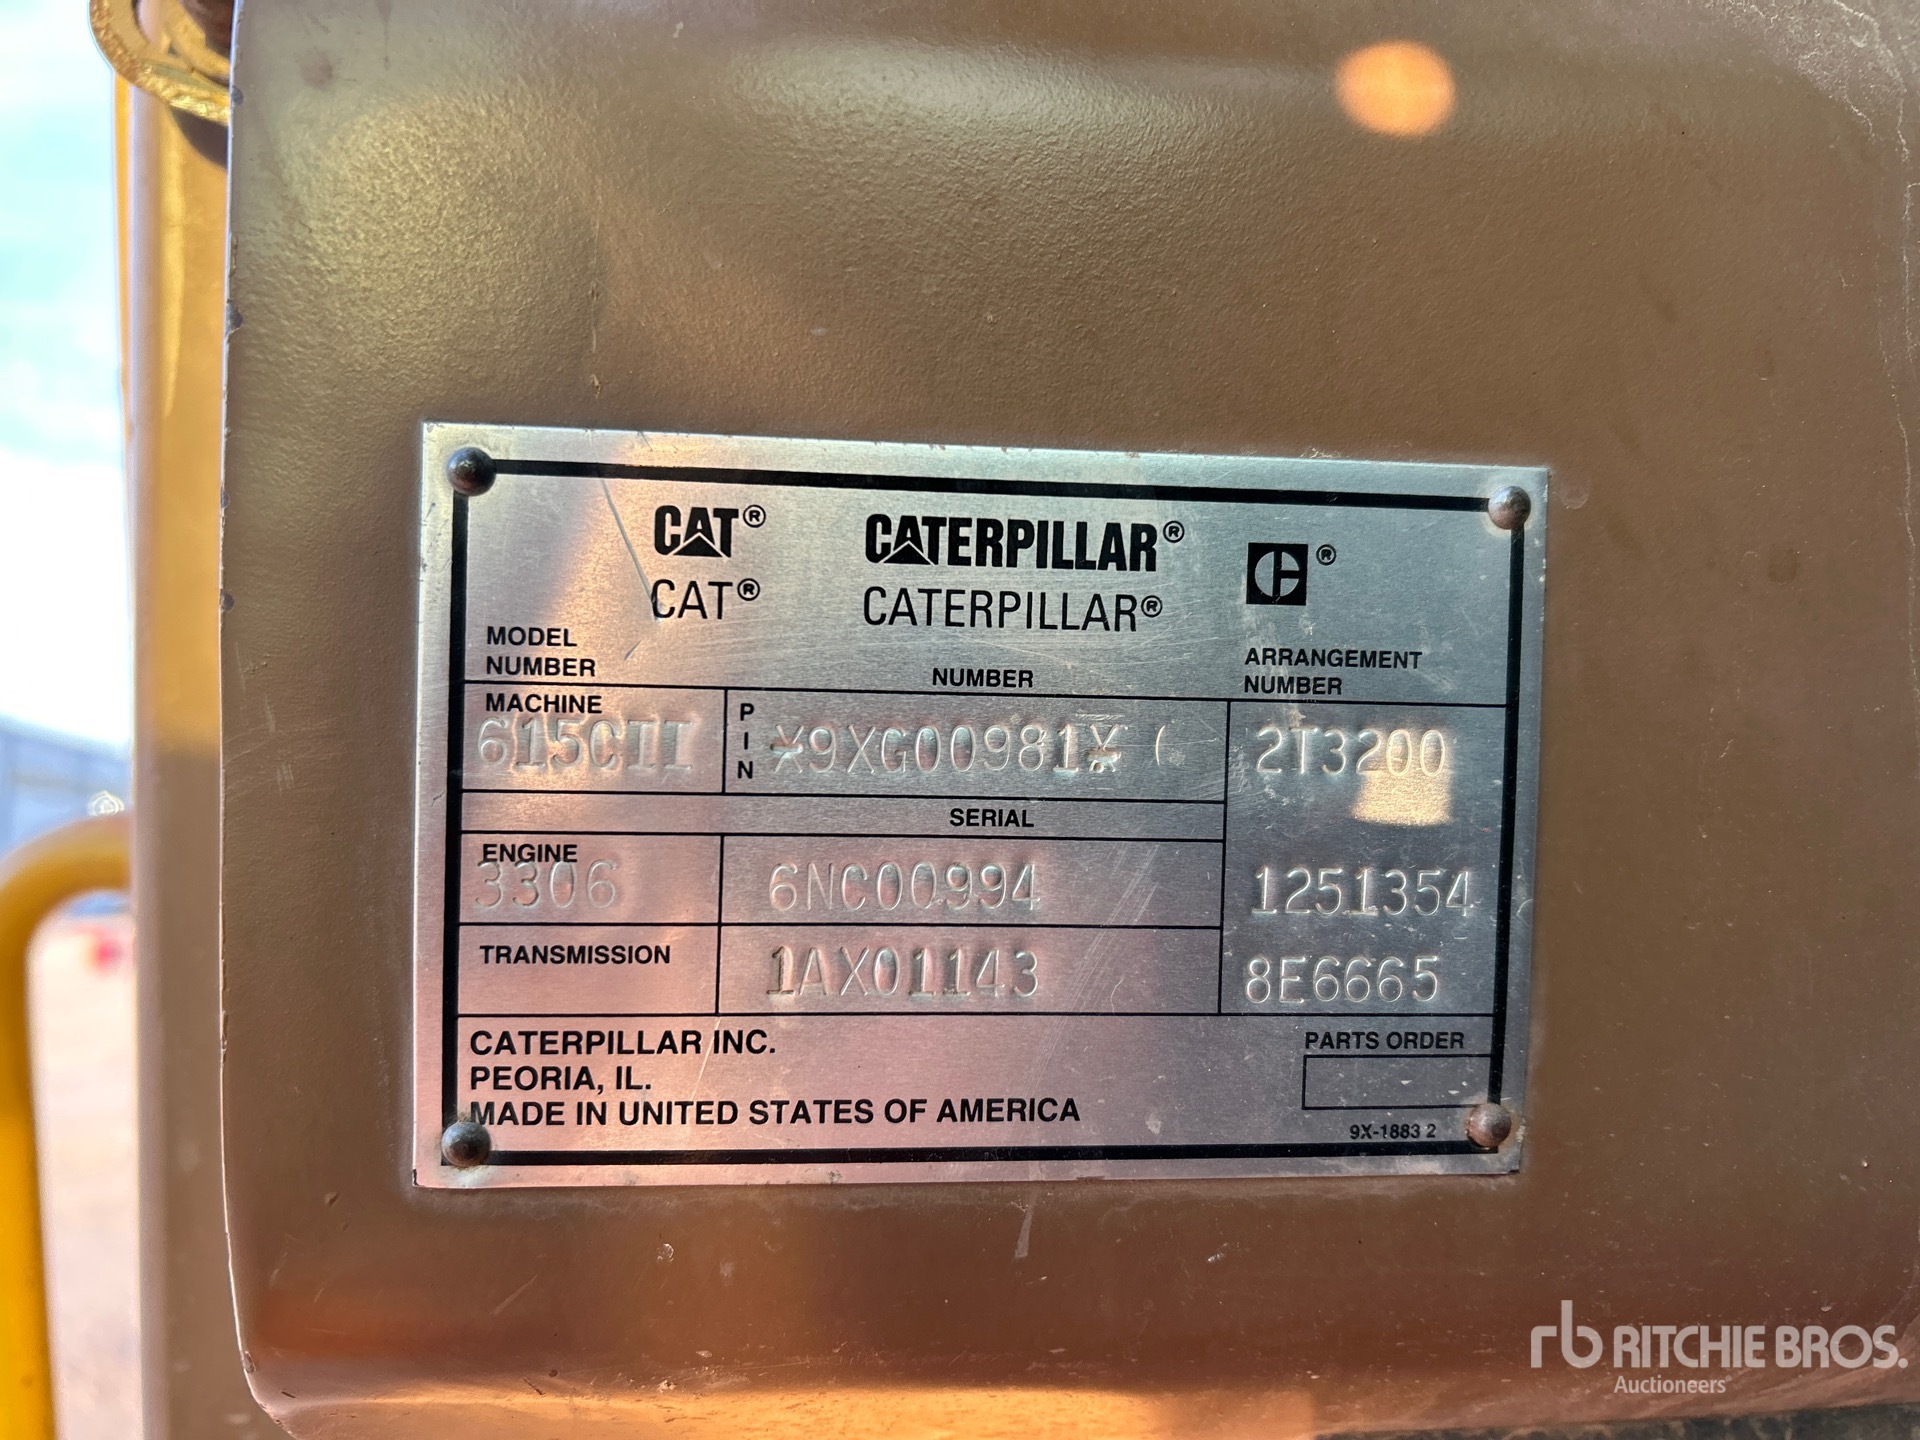 CAT® CATERPILLAR® ®
CAT® CATERPILLAR®
MODEL NUMBER NUMBER ARRANGEMENT NUMBER
MACHINE PIN
615CII *9XG00981* ( 2T3200
SERIAL
ENGINE
3306 6NC00994 1251354
TRANSMISSION 1AX01143 8E6665
CATERPILLAR INC. PARTS ORDER
PEORIA, IL.
MADE IN UNITED STATES OF AMERICA
9X-1883 2
rb RITCHIE BROS.
Auctioneers